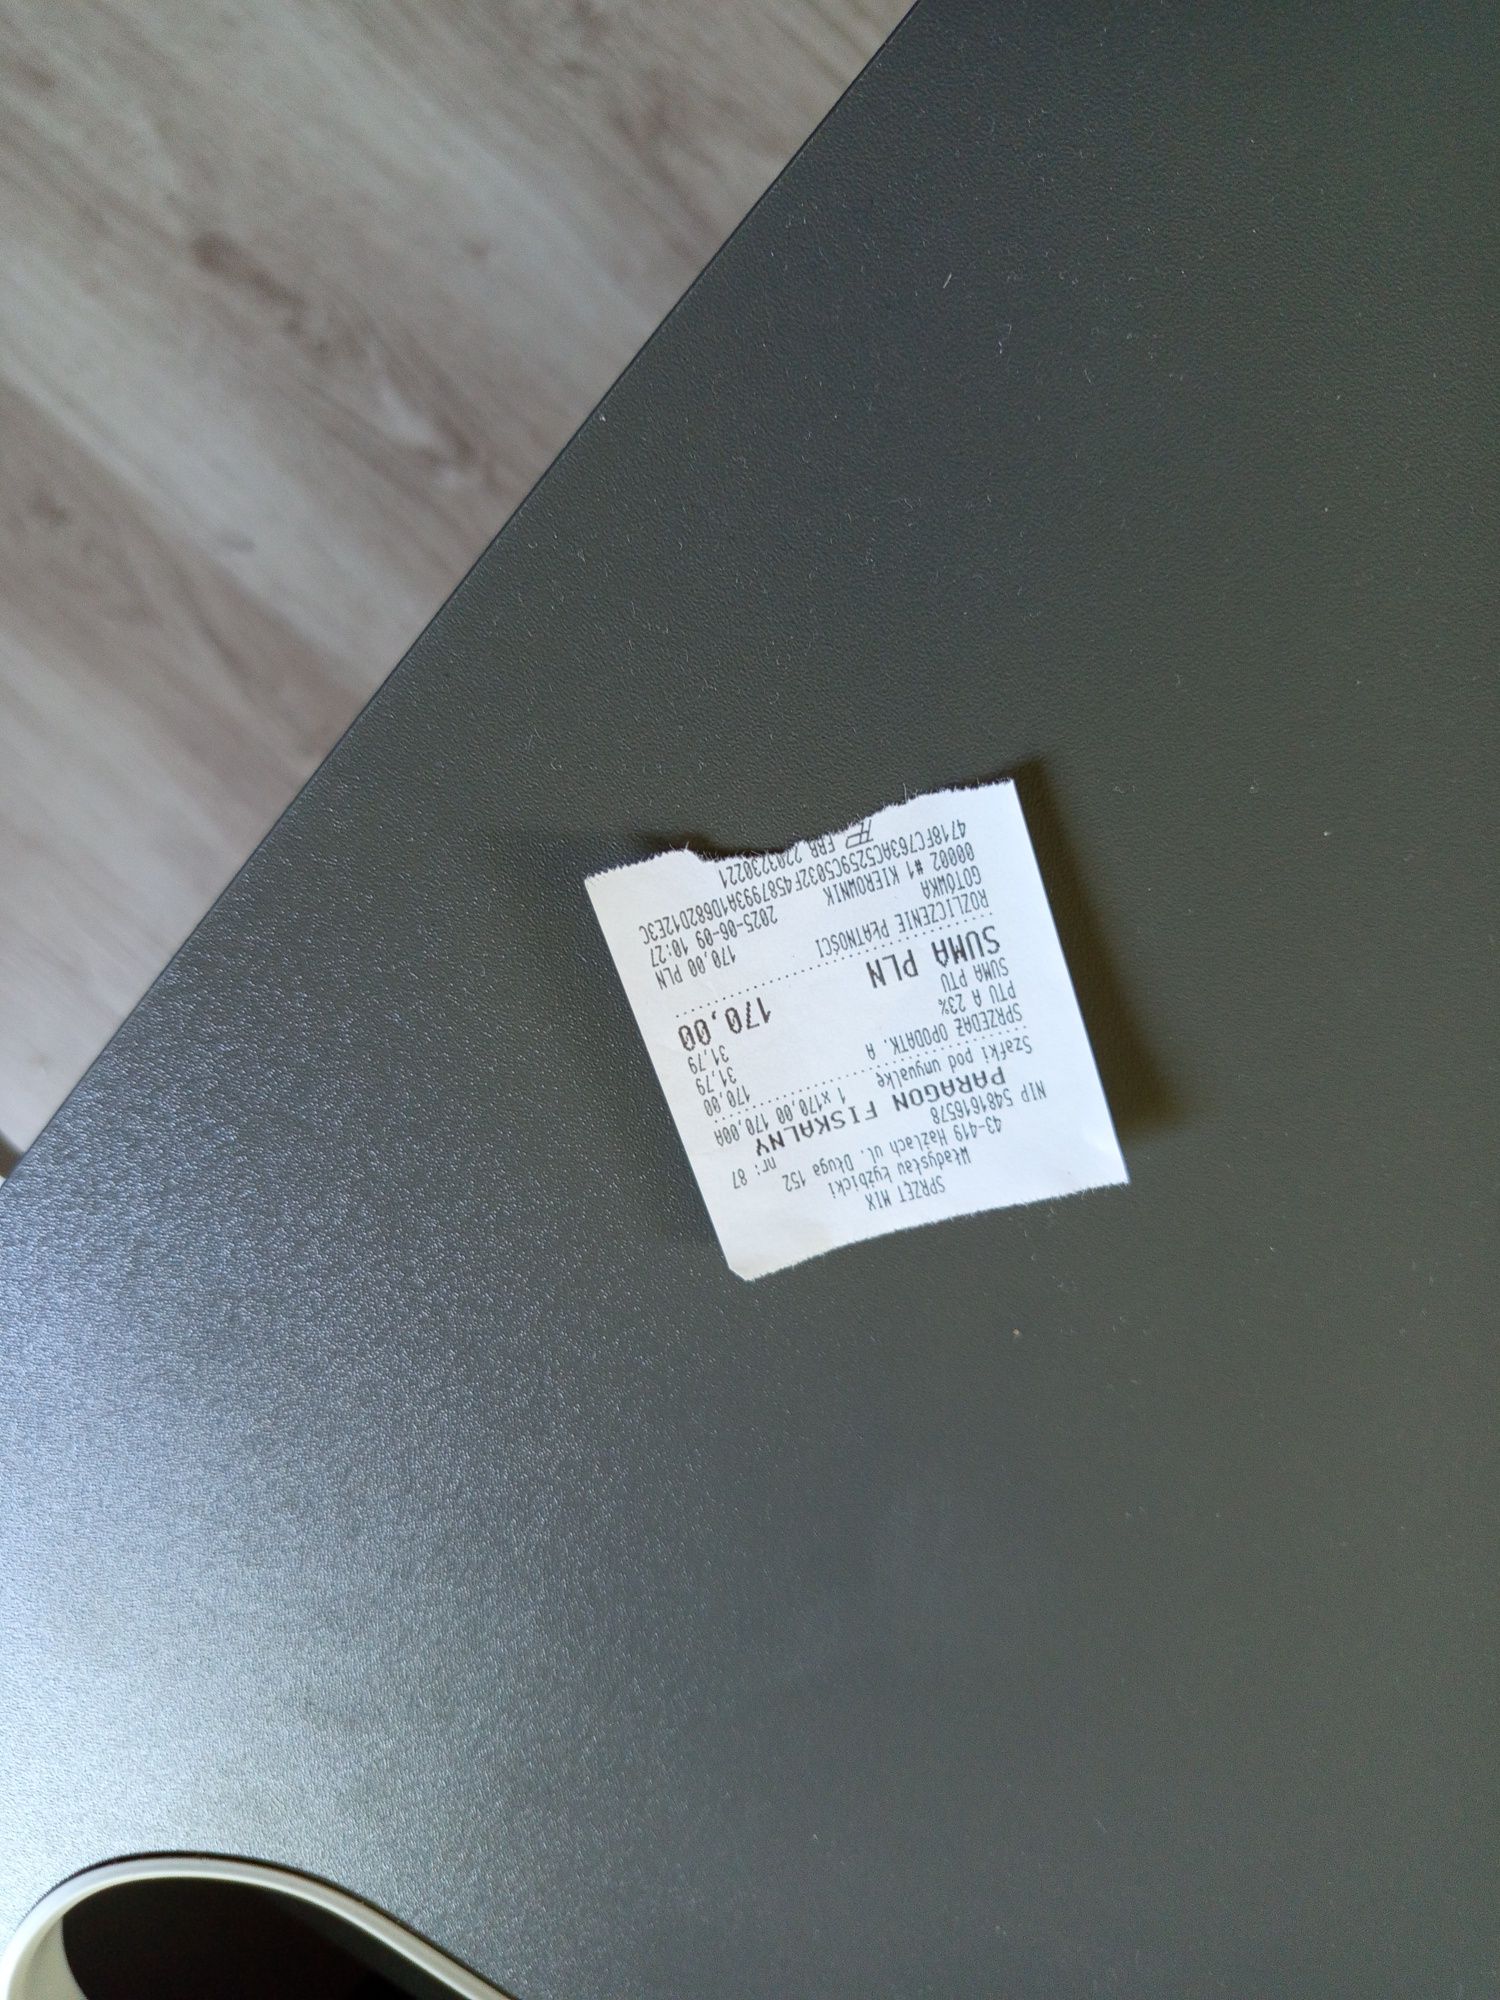 SPRZĘT MIX
Władysław Łyżbicki
43-419 Hażlach ul. Długa 152
NIP 5481616578
nr: 87
PARAGON FISKALNY
Szafki pod umywalkę
1 x170,00 170,00A
SPRZEDAŻ OPODATK. A 170,00
PTU A 23% 31,79
SUMA PTU 31,79
SUMA PLN 170,00
ROZLICZENIE PŁATNOŚCI
GOTÓWKA 170,00 PLN
00002 #1 KIEROWNIK 2025-06-09 10:27
4718FC763AC5259C5032F4587993A1D682D12E3C
EBB 2203230221